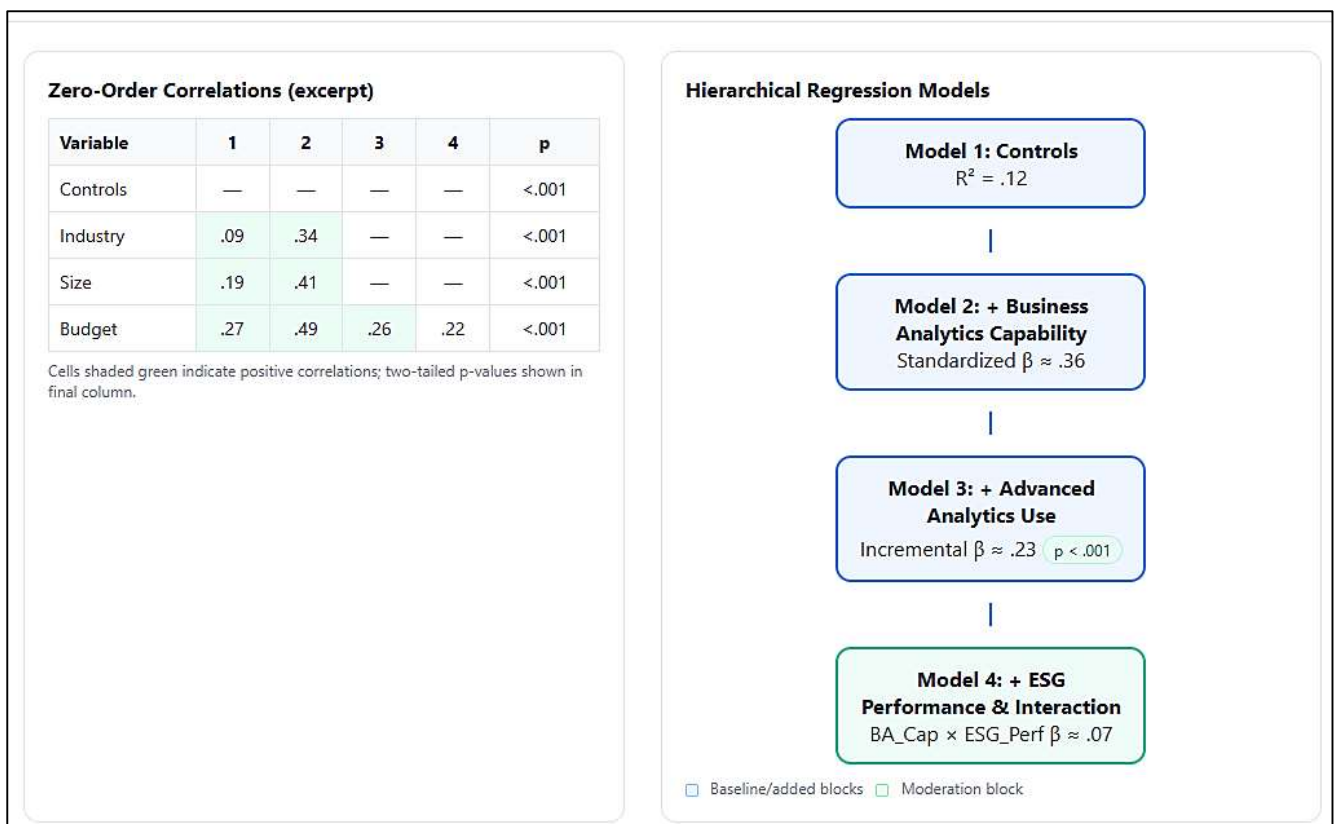 Zero-Order Correlations (excerpt)
Variable 1 2 3 4 p
Controls — — — — <.001
Industry .09 .34 — — <.001
Size .19 .41 — — <.001
Budget .27 .49 .26 .22 <.001
Cells shaded green indicate positive correlations; two-tailed p-values shown in
final column.
Hierarchical Regression Models
Model 1: Controls
R² = .12
Model 2: + Business
Analytics Capability
Standardized β ≈ .36
Model 3: + Advanced
Analytics Use
Incremental β ≈ .23 p < .001
Model 4: + ESG
Performance & Interaction
BA_Cap × ESG_Perf β ≈ .07
Baseline/added blocks Moderation block